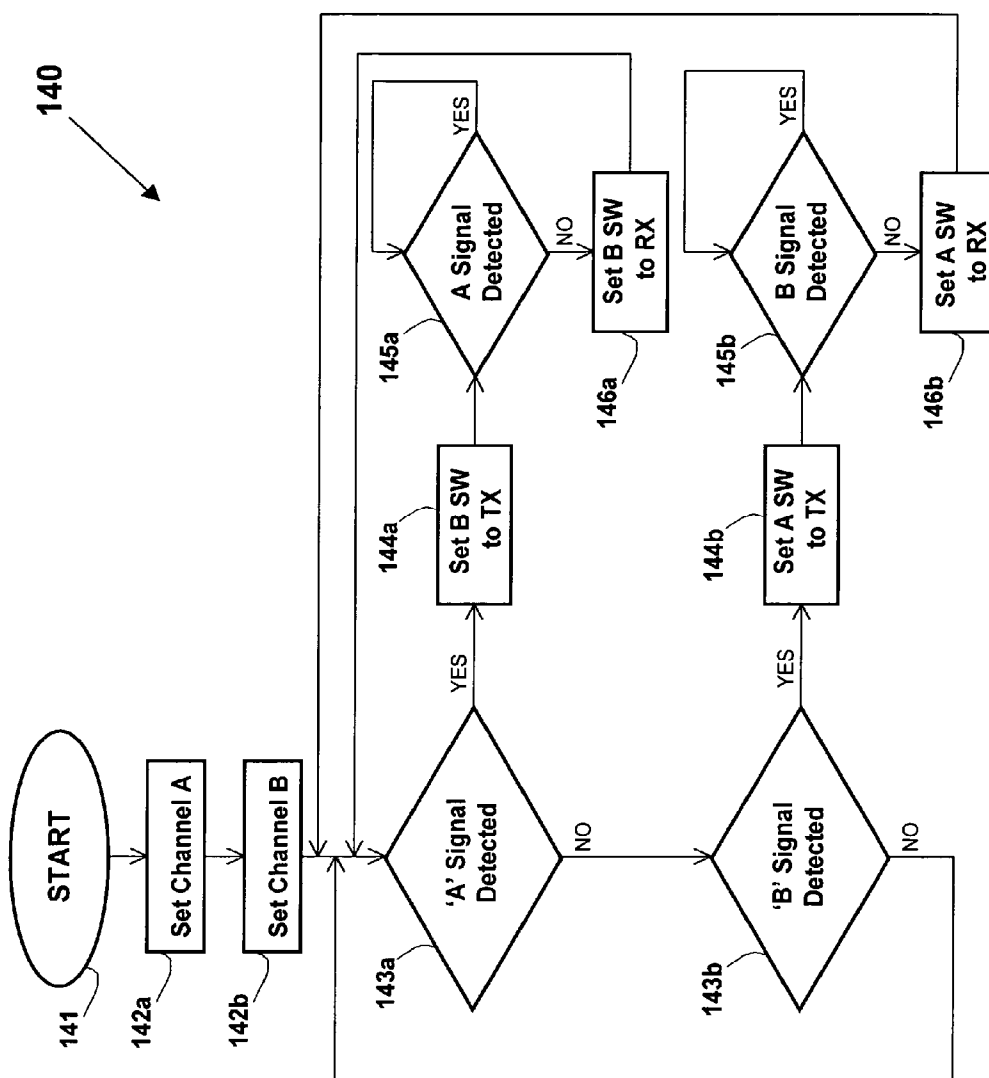 140
START
141
Set Channel A
142a
Set Channel B
142b
'A' Signal
Detected
143a
YES
NO
Set B SW
to TX
144a
A Signal
Detected
145a
YES
NO
Set B SW
to RX
146a
'B' Signal
Detected
143b
YES
NO
Set A SW
to TX
144b
B Signal
Detected
145b
YES
NO
Set A SW
to RX
146b